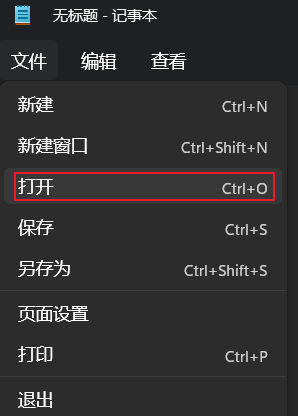 无标题 - 记事本
文件 编辑 查看
新建 Ctrl+N
新建窗口 Ctrl+Shift+N
打开 Ctrl+O
保存 Ctrl+S
另存为 Ctrl+Shift+S
页面设置
打印 Ctrl+P
退出